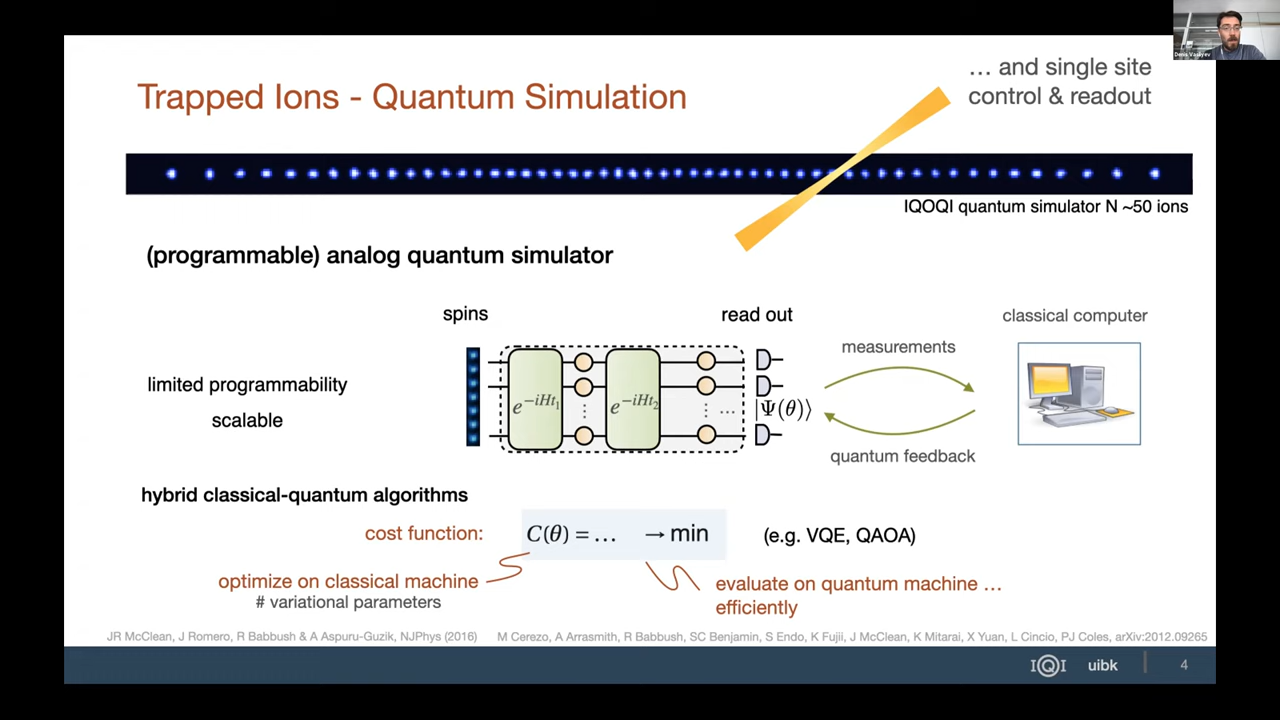 Denis Vasilyev
... and single site
control & readout
Trapped Ions - Quantum Simulation
IQOQI quantum simulator N ~50 ions
(programmable) analog quantum simulator
spins
read out
classical computer
measurements
limited programmability
scalable
e^{-iHt_1}
e^{-iHt_2}
⋮
⋮ ...
|Ψ(θ)⟩
quantum feedback
hybrid classical-quantum algorithms
cost function: C(θ) = ... → min (e.g. VQE, QAOA)
optimize on classical machine
# variational parameters
evaluate on quantum machine ...
efficiently
JR McClean, J Romero, R Babbush & A Aspuru-Guzik, NJPhys (2016)
M Cerezo, A Arrasmith, R Babbush, SC Benjamin, S Endo, K Fujii, J McClean, K Mitarai, X Yuan, L Cincio, PJ Coles, arXiv:2012.09265
IQI uibk | 4